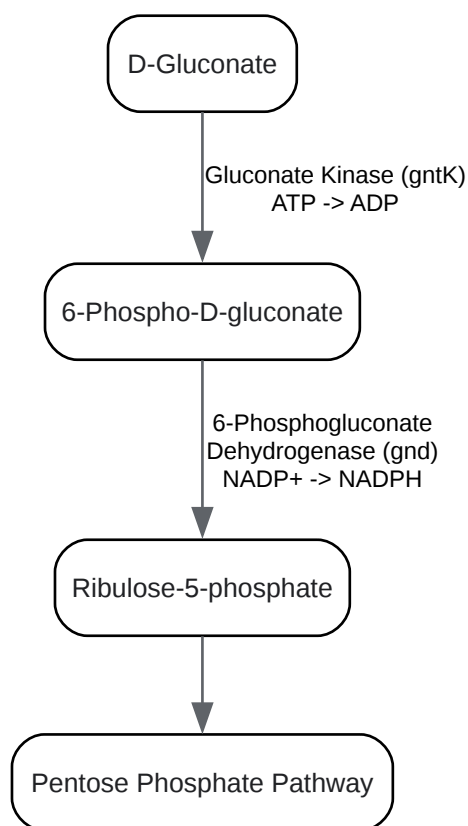 D-Gluconate
Gluconate Kinase (gntK)
ATP -> ADP
6-Phospho-D-gluconate
6-Phosphogluconate
Dehydrogenase (gnd)
NADP+ -> NADPH
Ribulose-5-phosphate
Pentose Phosphate Pathway